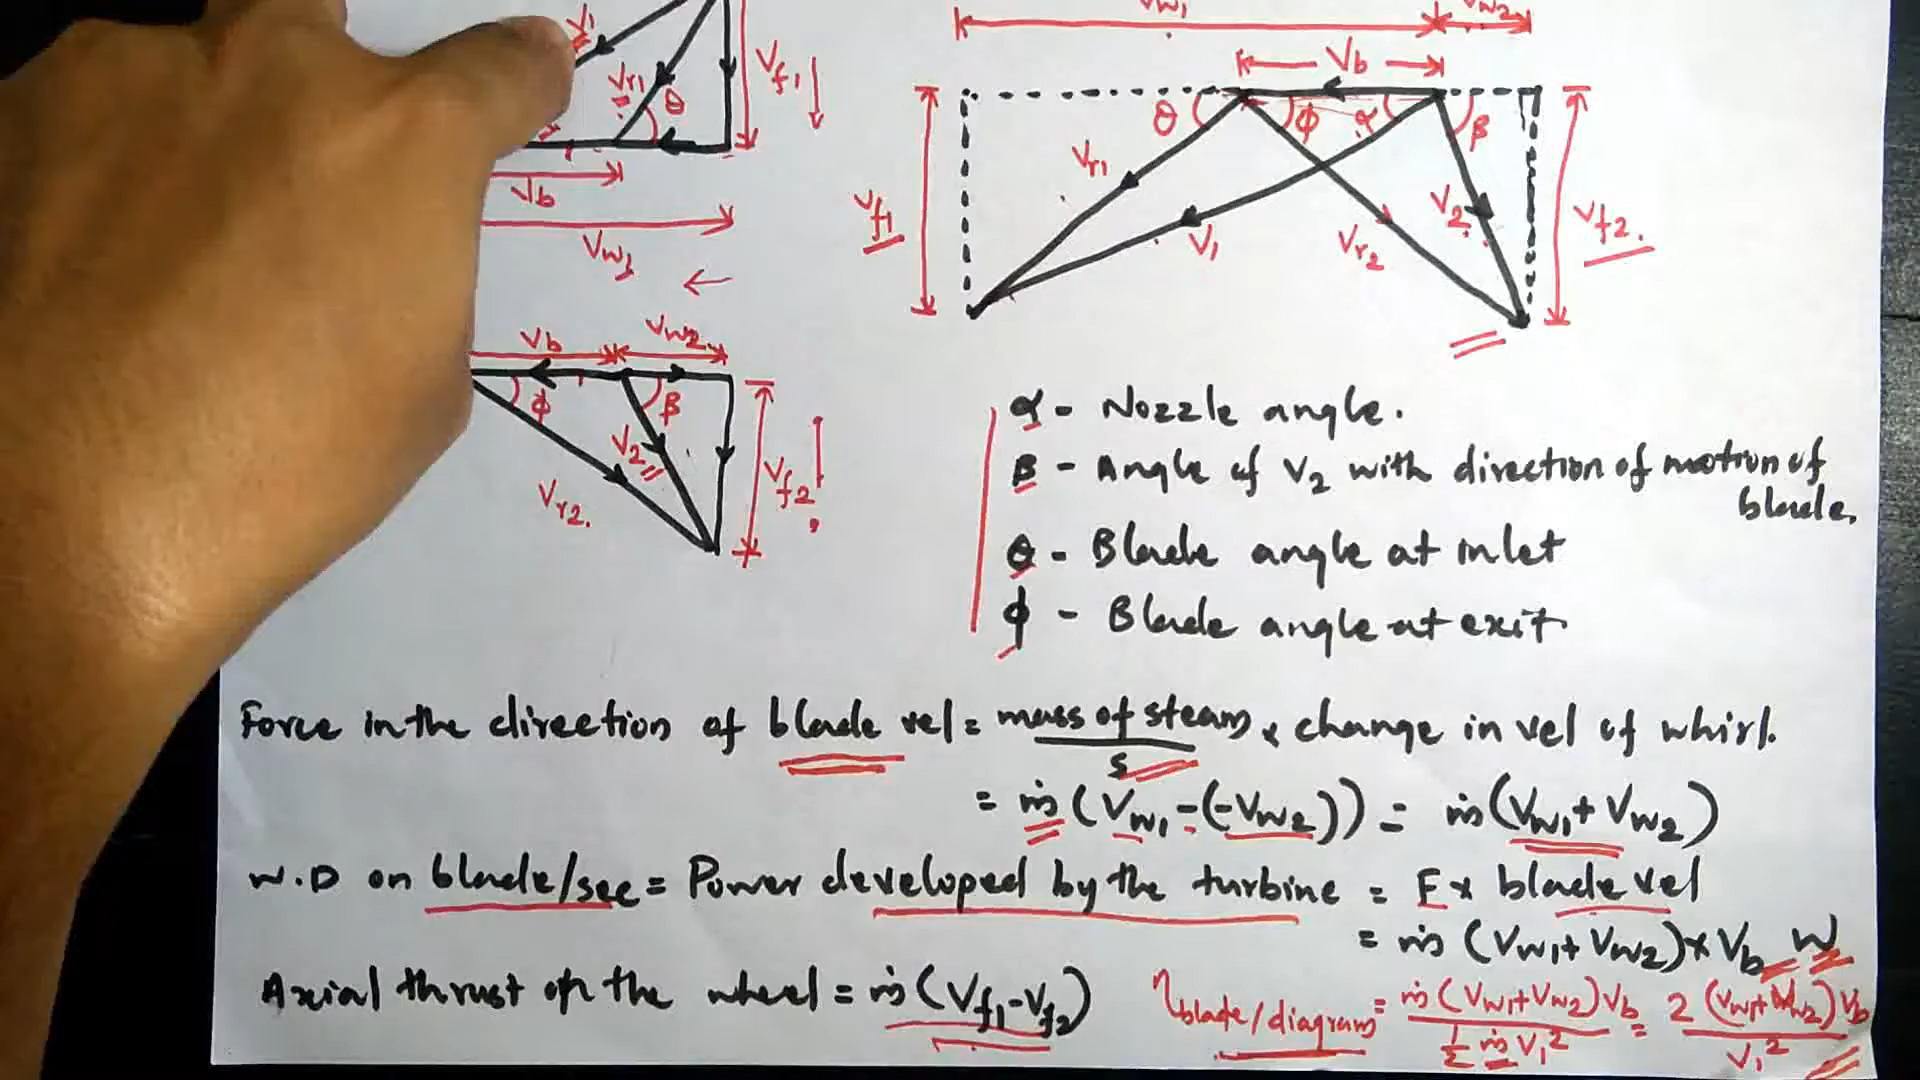 V1
Vr1
θ
Vf1
Vb
Vw1
Vb
Vw2
ϕ
β
V2
Vr2.
Vf2
Vw1
Vw2
Vb
θ
ϕ
α
β
Vr1
V1
Vr2
V2
Vf1
Vf2.
α - Nozzle angle.
β - Angle of V2 with direction of motion of
blade.
θ - Blade angle at inlet
ϕ - Blade angle at exit
Force in the direction of blade vel = mass of steam/s × change in vel of whirl.
= ṁ (Vw1 - (-Vw2)) = ṁ (Vw1 + Vw2)
W.D on blade/sec = Power developed by the turbine = F × blade vel
= ṁ (Vw1 + Vw2) × Vb W
Axial thrust on the wheel = ṁ (Vf1 - Vf2)
η blade/diagram = ṁ (Vw1 + Vw2) Vb / ½ ṁ V1² = 2 (Vw1 + Vw2) Vb / V1²